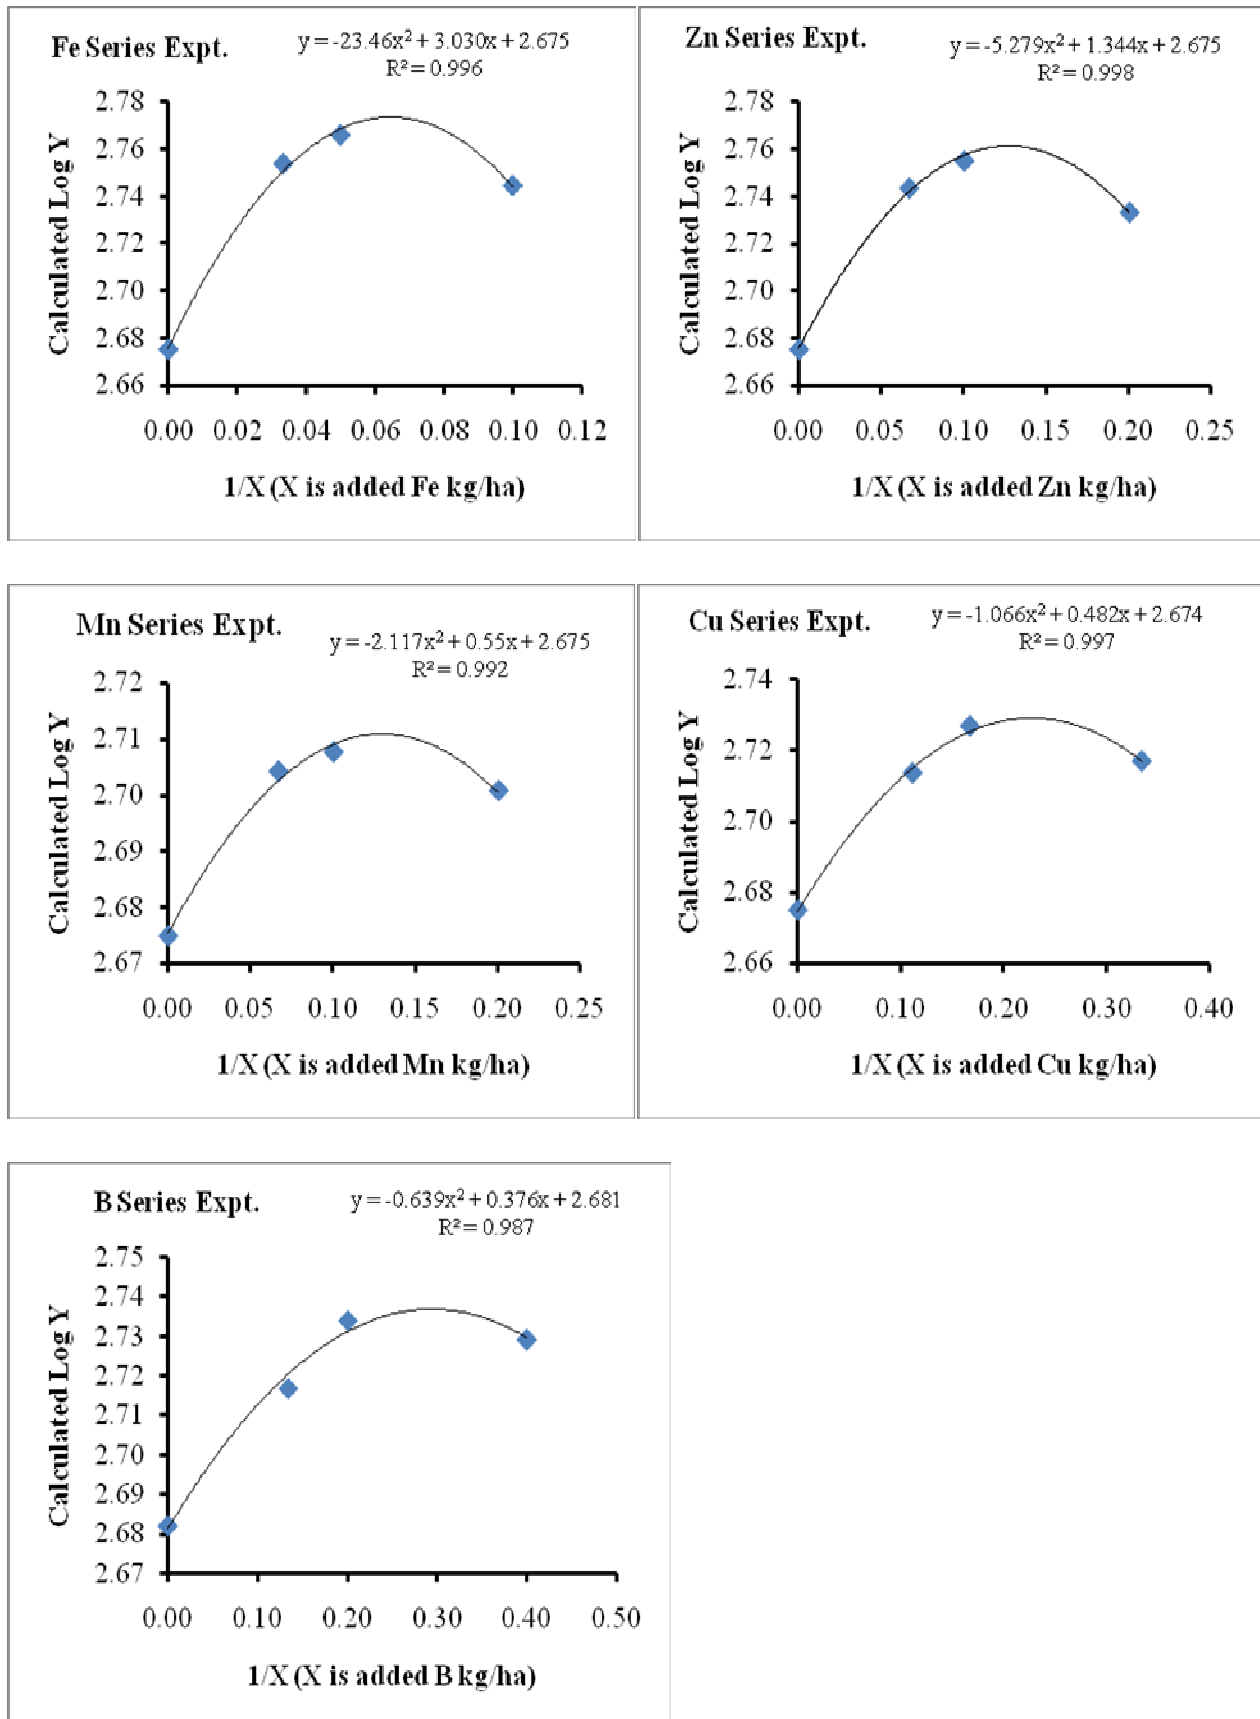 Fe Series Expt.
y = -23.46x² + 3.030x + 2.675
R² = 0.996
Calculated Log Y
2.78
2.76
2.74
2.72
2.70
2.68
2.66
0.00 0.02 0.04 0.06 0.08 0.10 0.12
1/X (X is added Fe kg/ha)
Zn Series Expt.
y = -5.279x² + 1.344x + 2.675
R² = 0.998
Calculated Log Y
2.78
2.76
2.74
2.72
2.70
2.68
2.66
0.00 0.05 0.10 0.15 0.20 0.25
1/X (X is added Zn kg/ha)
Mn Series Expt.
y = -2.117x² + 0.55x + 2.675
R² = 0.992
Calculated Log Y
2.72
2.71
2.70
2.69
2.68
2.67
0.00 0.05 0.10 0.15 0.20 0.25
1/X (X is added Mn kg/ha)
Cu Series Expt.
y = -1.066x² + 0.482x + 2.674
R² = 0.997
Calculated Log Y
2.74
2.72
2.70
2.68
2.66
0.00 0.10 0.20 0.30 0.40
1/X (X is added Cu kg/ha)
B Series Expt.
y = -0.639x² + 0.376x + 2.681
R² = 0.987
Calculated Log Y
2.75
2.74
2.73
2.72
2.71
2.70
2.69
2.68
2.67
0.00 0.10 0.20 0.30 0.40 0.50
1/X (X is added B kg/ha)